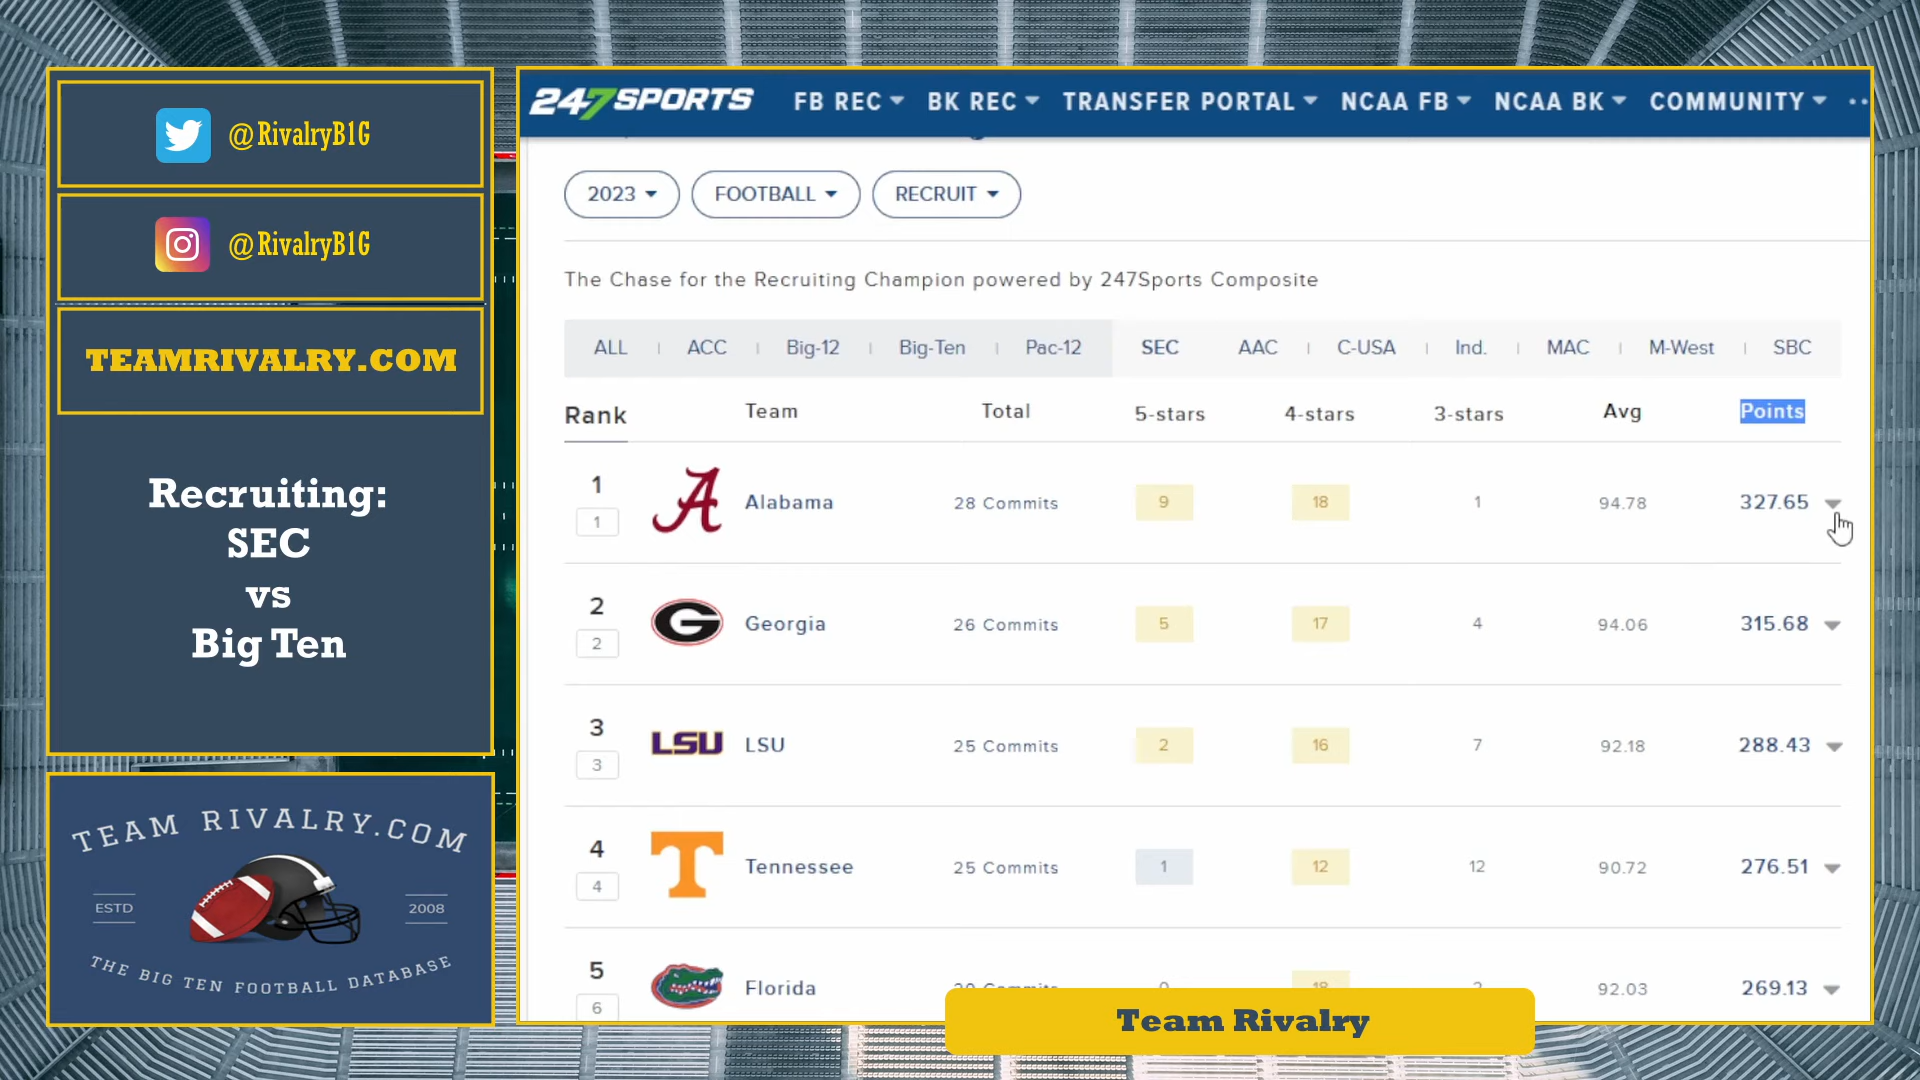 @RivalryB1G
@RivalryB1G
TEAMRIVALRY.COM
Recruiting:
SEC
vs
Big Ten
TEAM RIVALRY.COM
ESTD 2008
THE BIG TEN FOOTBALL DATABASE
247SPORTS FB REC BK REC TRANSFER PORTAL NCAA FB NCAA BK COMMUNITY
2023 FOOTBALL RECRUIT
The Chase for the Recruiting Champion powered by 247Sports Composite
ALL ACC Big-12 Big-Ten Pac-12 SEC AAC C-USA Ind. MAC M-West SBC
Rank Team Total 5-stars 4-stars 3-stars Avg Points
1 1 A Alabama 28 Commits 9 18 1 94.78 327.65
2 2 G Georgia 26 Commits 5 17 4 94.06 315.68
3 3 LSU LSU 25 Commits 2 16 7 92.18 288.43
4 4 T Tennessee 25 Commits 1 12 12 90.72 276.51
5 6 Florida 92.03 269.13
Team Rivalry